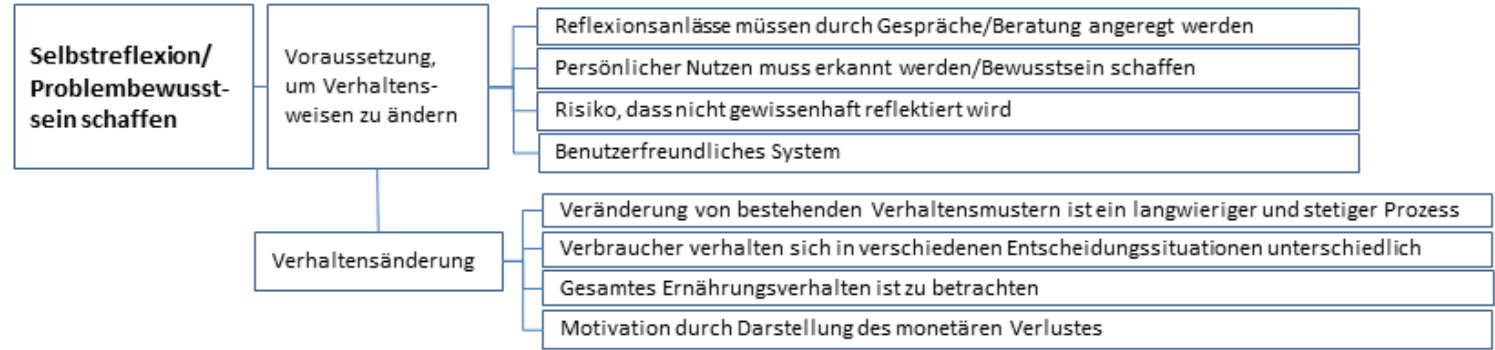 Selbstreflexion/
Problembewusst-
sein schaffen
Voraussetzung,
um Verhaltens-
weisen zu ändern
Reflexionsanlässe müssen durch Gespräche/Beratung angeregt werden
Persönlicher Nutzen muss erkannt werden/Bewusstsein schaffen
Risiko, dass nicht gewissenhaft reflektiert wird
Benutzerfreundliches System
Verhaltensänderung
Veränderung von bestehenden Verhaltensmustern ist ein langwieriger und stetiger Prozess
Verbraucher verhalten sich in verschiedenen Entscheidungssituationen unterschiedlich
Gesamtes Ernährungsverhalten ist zu betrachten
Motivation durch Darstellung des monetären Verlustes